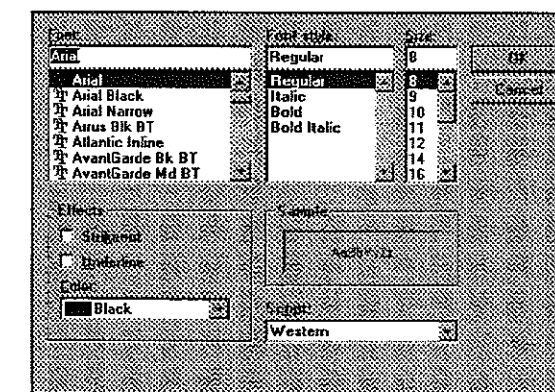 Font: Font style: Size:
Arial Regular 8 OK
Arial Regular 8 Cancel
Arial Black Italic 9
Arial Narrow Bold 10
Aurus Blk BT Bold Italic 11
Atlantic Inline 12
AvantGarde Bk BT 14
AvantGarde Md BT 16
Effects Sample
Strikeout
Underline AaBbYyZz
Color:
Black Script:
Western